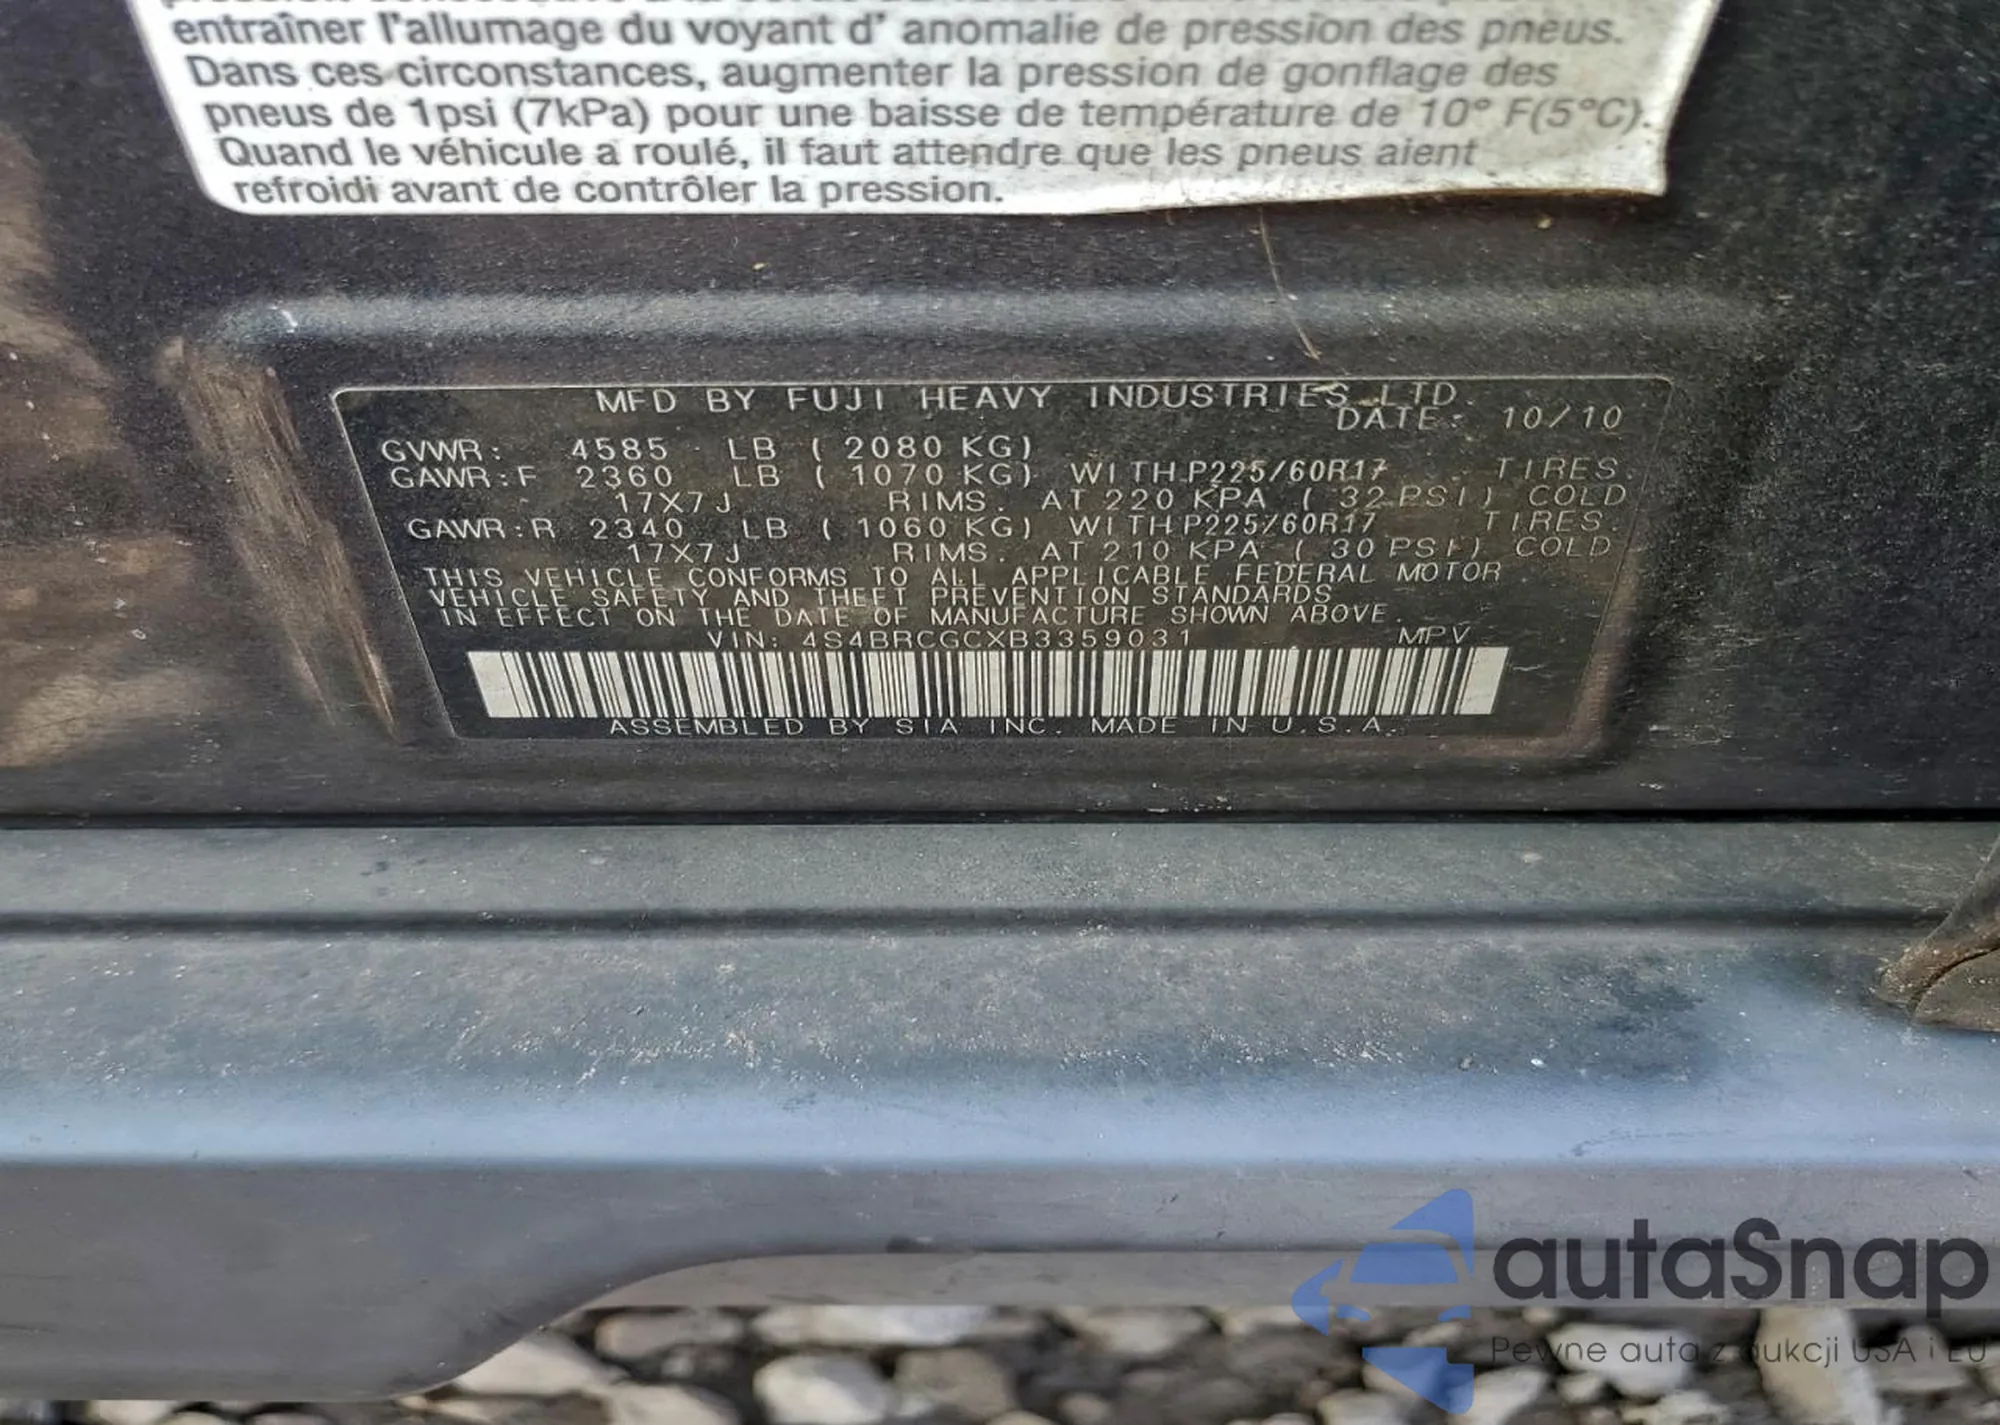 entraîner l'allumage du voyant d' anomalie de pression des pneus.
Dans ces circonstances, augmenter la pression de gonflage des
pneus de 1psi (7kPa) pour une baisse de température de 10° F(5°C).
Quand le véhicule a roulé, il faut attendre que les pneus aient
refroidi avant de contrôler la pression.
MFD BY FUJI HEAVY INDUSTRIES LTD.
DATE: 10/10
GVWR: 4585 LB ( 2080 KG)
GAWR:F 2360 LB ( 1070 KG) WITH P225/60R17 TIRES.
17X7J RIMS. AT 220 KPA ( 32 PSI) COLD
GAWR:R 2340 LB ( 1060 KG) WITH P225/60R17 TIRES.
17X7J RIMS. AT 210 KPA ( 30 PSI) COLD
THIS VEHICLE CONFORMS TO ALL APPLICABLE FEDERAL MOTOR
VEHICLE SAFETY AND THEFT PREVENTION STANDARDS
IN EFFECT ON THE DATE OF MANUFACTURE SHOWN ABOVE.
VIN: 4S4BRCGCXB3359031 MPV
ASSEMBLED BY SIA INC. MADE IN U.S.A.
autaSnap
Pewne auta z aukcji USA i EU